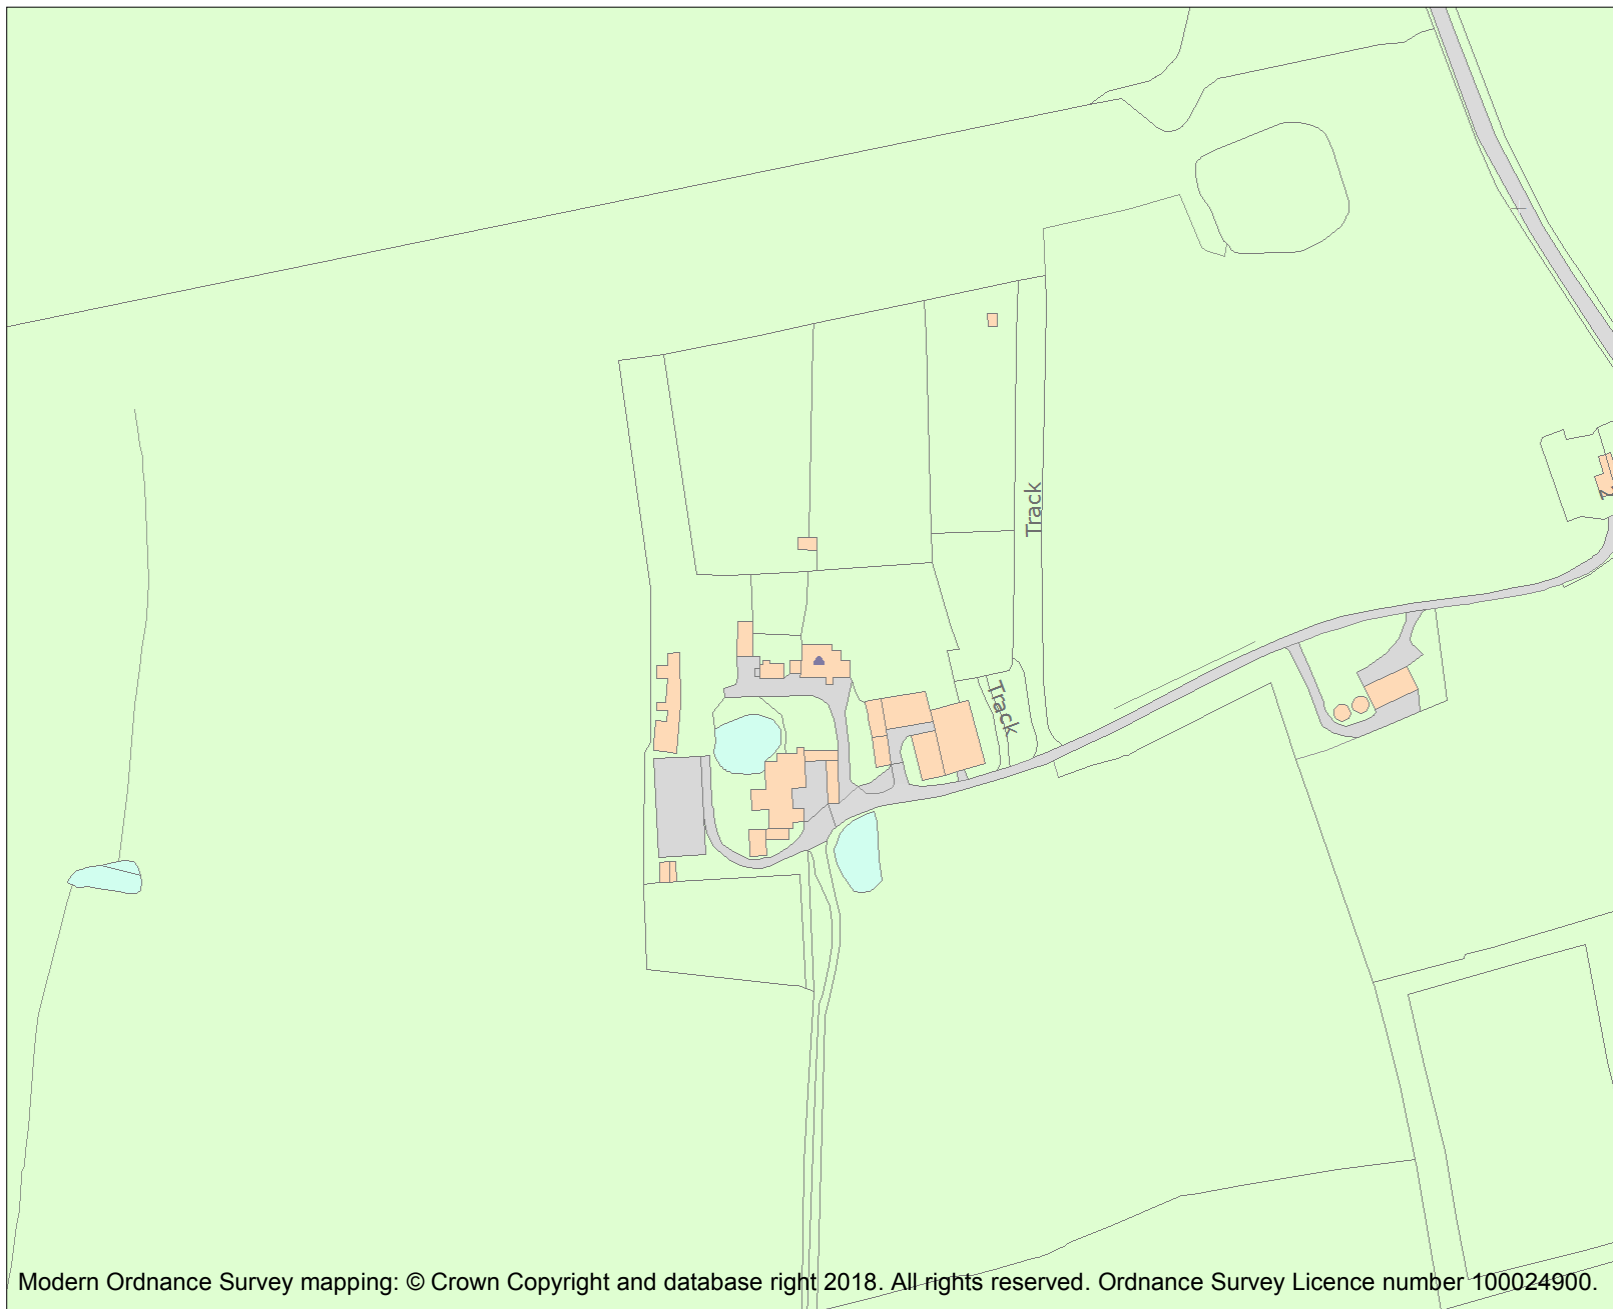 Track
Track
Modern Ordnance Survey mapping: © Crown Copyright and database right 2018. All rights reserved. Ordnance Survey Licence number 100024900.